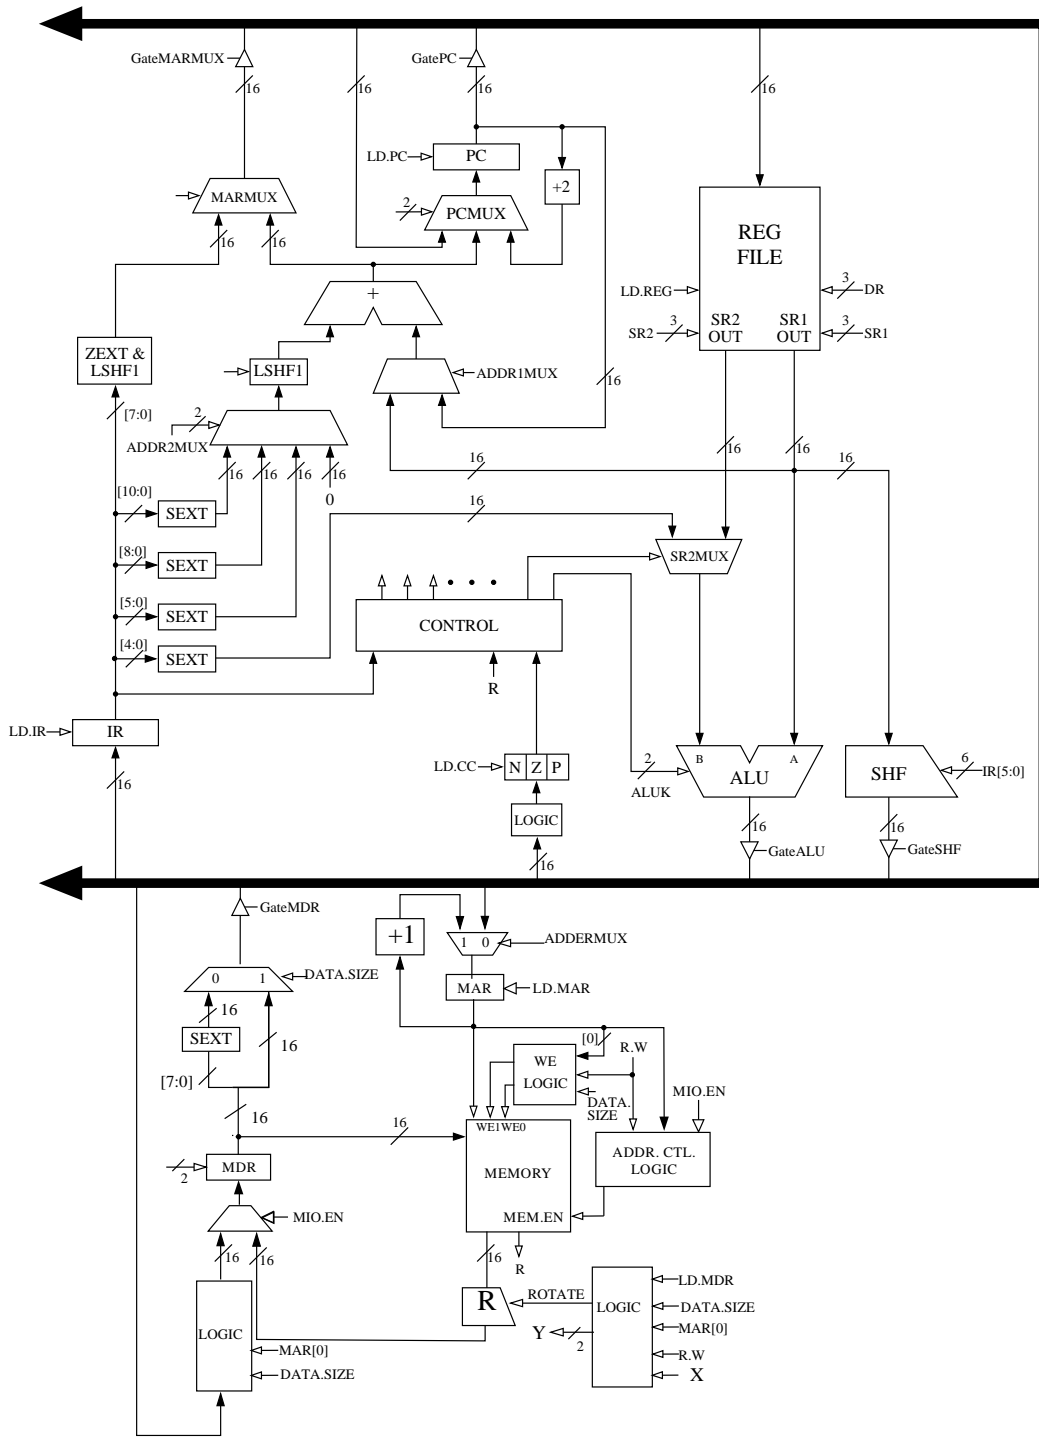 GateMARMUX
GatePC
16
16
16
16
LD.PC
PC
+2
MARMUX
2
PCMUX
REG
FILE
16
16
+
LD.REG
3
DR
SR2
3
SR2
OUT
SR1
OUT
3
SR1
ZEXT &
LSHF1
LSHF1
ADDR1MUX
16
[7:0]
2
ADDR2MUX
16
16
16
16
16
16
16
16
0
[10:0]
SEXT
16
[8:0]
SEXT
SR2MUX
[5:0]
SEXT
CONTROL
[4:0]
SEXT
R
LD.IR
IR
16
LD.CC
N Z P
2
ALUK
B
A
ALU
SHF
6
IR[5:0]
LOGIC
16
16
GateALU
16
GateSHF
GateMDR
+1
1 0
ADDERMUX
0 1
DATA.SIZE
MAR
LD.MAR
16
SEXT
16
[7:0]
[0]
R.W
WE
LOGIC
DATA.
SIZE
MIO.EN
16
16
WE1 WE0
ADDR. CTL.
LOGIC
2
MDR
MEMORY
MEM.EN
MIO.EN
16
16
16
R
LOGIC
R
ROTATE
LOGIC
LD.MDR
DATA.SIZE
MAR[0]
Y
2
R.W
X
MAR[0]
DATA.SIZE